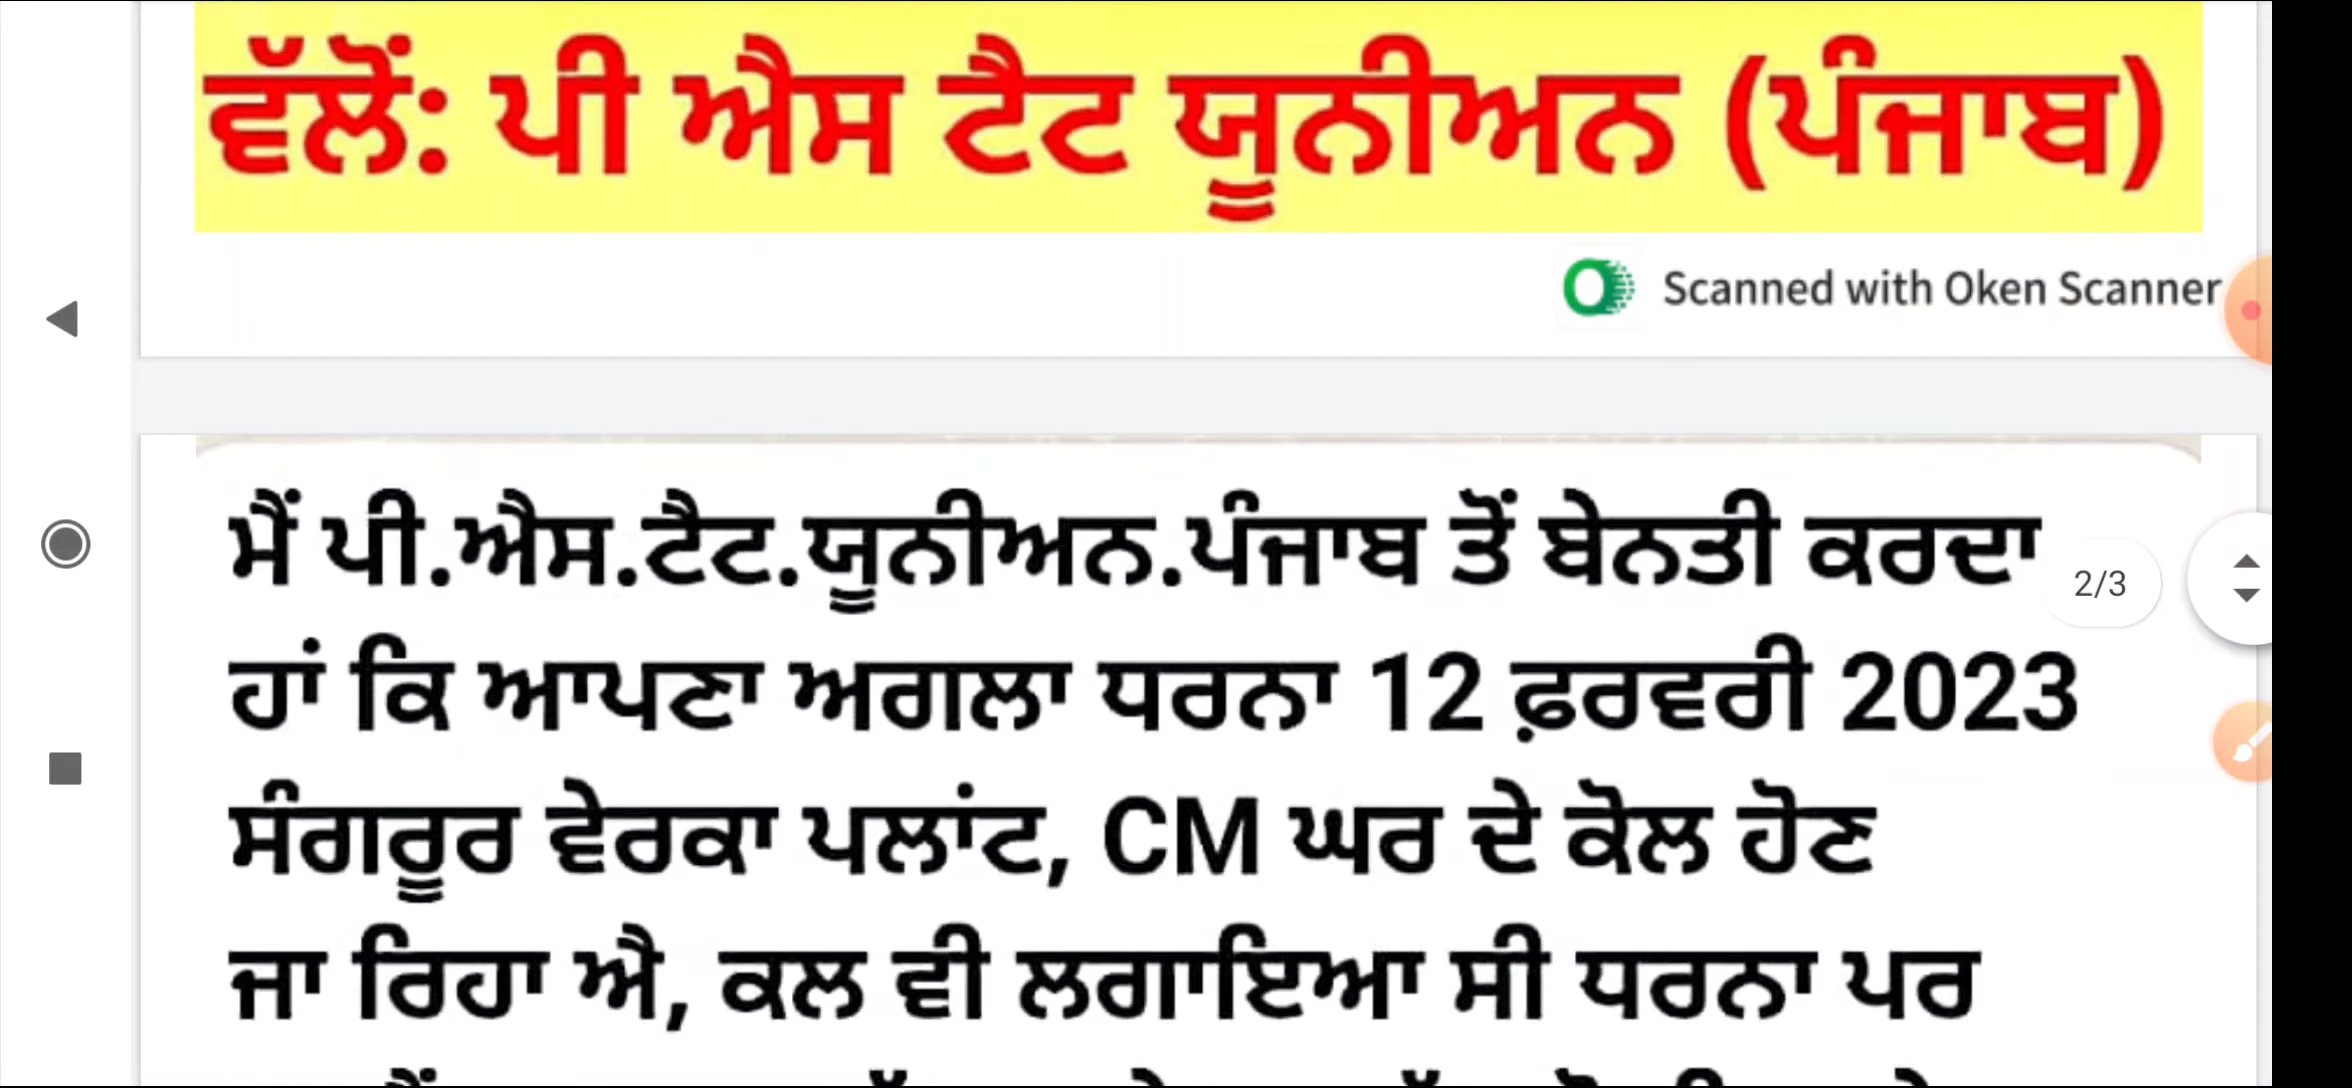 ਵੱਲੋਂ: ਪੀ ਐਸ ਟੈਟ ਯੂਨੀਅਨ (ਪੰਜਾਬ)
Scanned with Oken Scanner
ਮੈਂ ਪੀ.ਐਸ.ਟੈਟ.ਯੂਨੀਅਨ.ਪੰਜਾਬ ਤੋਂ ਬੇਨਤੀ ਕਰਦਾ
2/3
ਹਾਂ ਕਿ ਆਪਣਾ ਅਗਲਾ ਧਰਨਾ 12 ਫ਼ਰਵਰੀ 2023
ਸੰਗਰੂਰ ਵੇਰਕਾ ਪਲਾਂਟ, CM ਘਰ ਦੇ ਕੋਲ ਹੋਣ
ਜਾ ਰਿਹਾ ਐ, ਕਲ ਵੀ ਲਗਾਇਆ ਸੀ ਧਰਨਾ ਪਰ